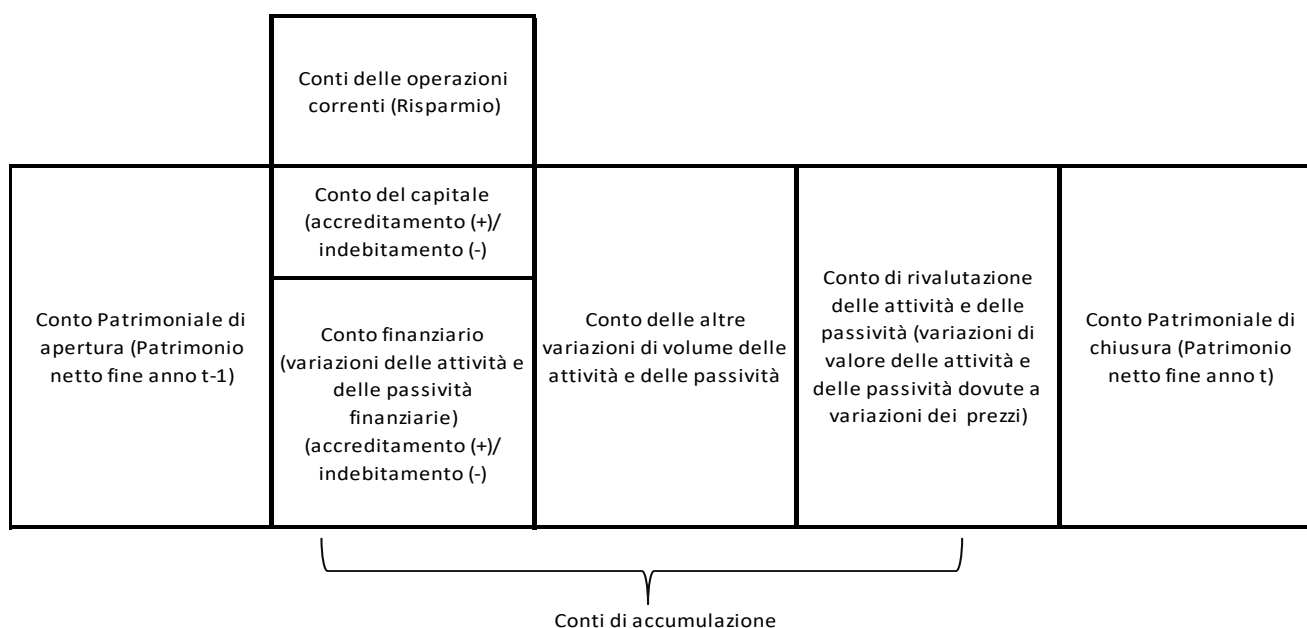 Conti delle operazioni
correnti (Risparmio)
Conto Patrimoniale di
apertura (Patrimonio
netto fine anno t-1)
Conto del capitale
(accreditamento (+)/
indebitamento (-)
Conto finanziario
(variazioni delle attività e
delle passività
finanziarie)
(accreditamento (+)/
indebitamento (-)
Conto delle altre
variazioni di volume delle
attività e delle passività
Conto di rivalutazione
delle attività e delle
passività (variazioni di
valore delle attività e
delle passività dovute a
variazioni dei prezzi)
Conto Patrimoniale di
chiusura (Patrimonio
netto fine anno t)
Conti di accumulazione